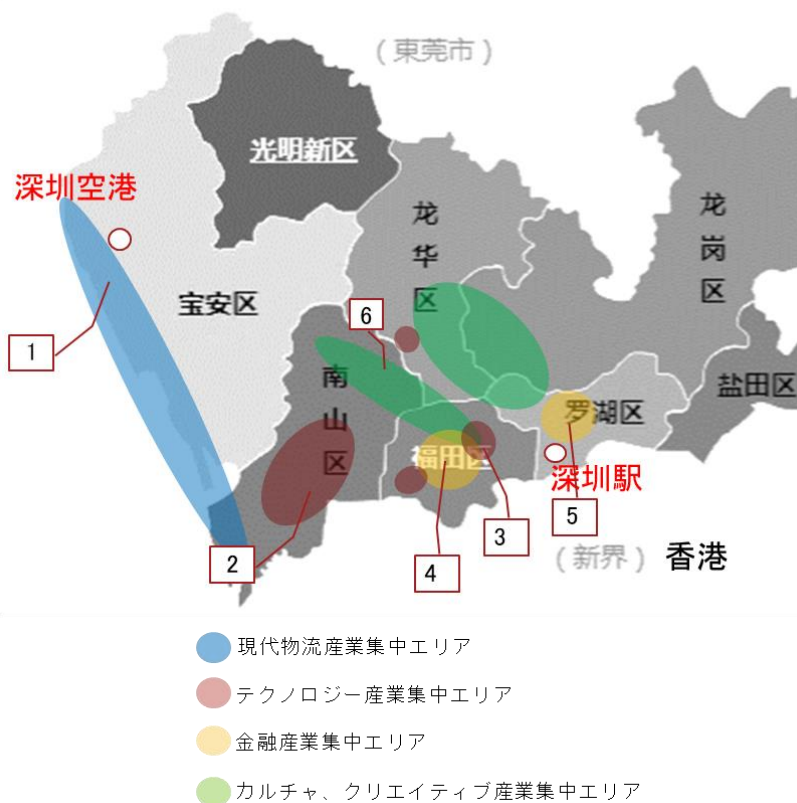 （東莞市）
光明新区
深圳空港
龙华区
龙岗区
宝安区
6
1
南山区
盐田区
罗湖区
福田区
深圳駅
5
3
2
4
（新界）
香港
現代物流産業集中エリア
テクノロジー産業集中エリア
金融産業集中エリア
カルチャ、クリエイティブ産業集中エリア